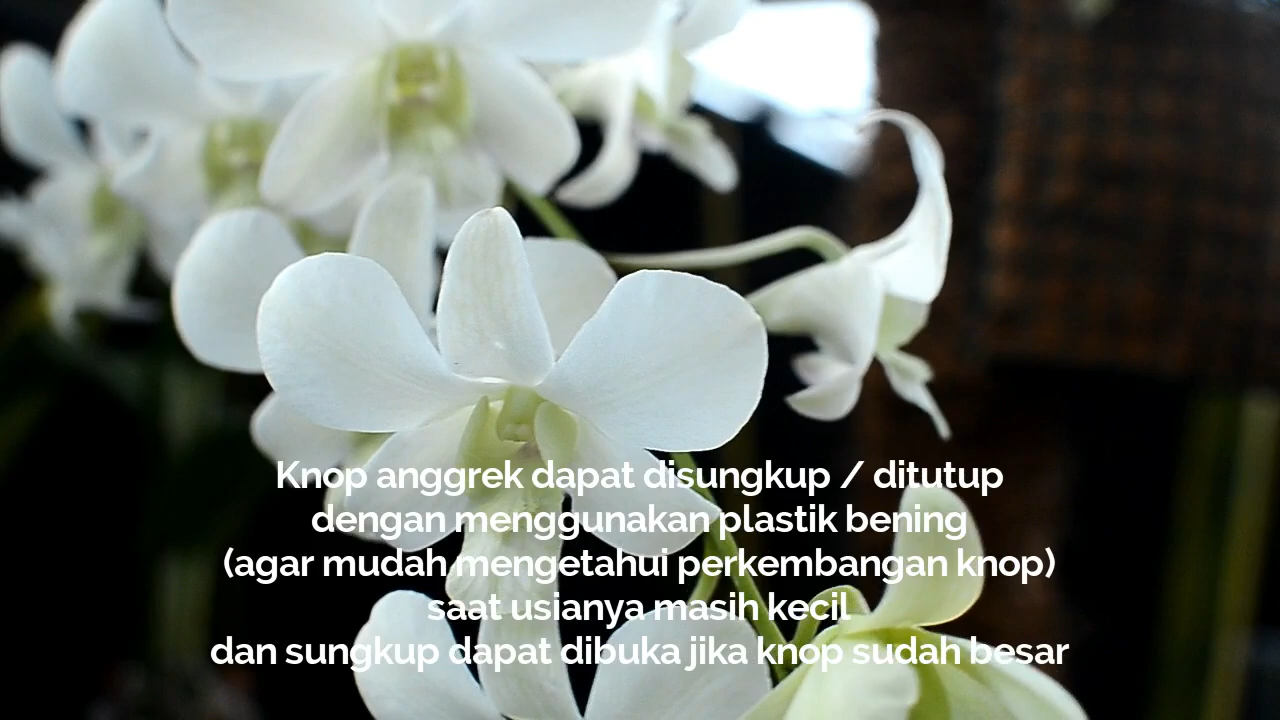 Knop anggrek dapat disungkup / ditutup
dengan menggunakan plastik bening
(agar mudah mengetahui perkembangan knop)
saat usianya masih kecil
dan sungkup dapat dibuka jika knop sudah besar